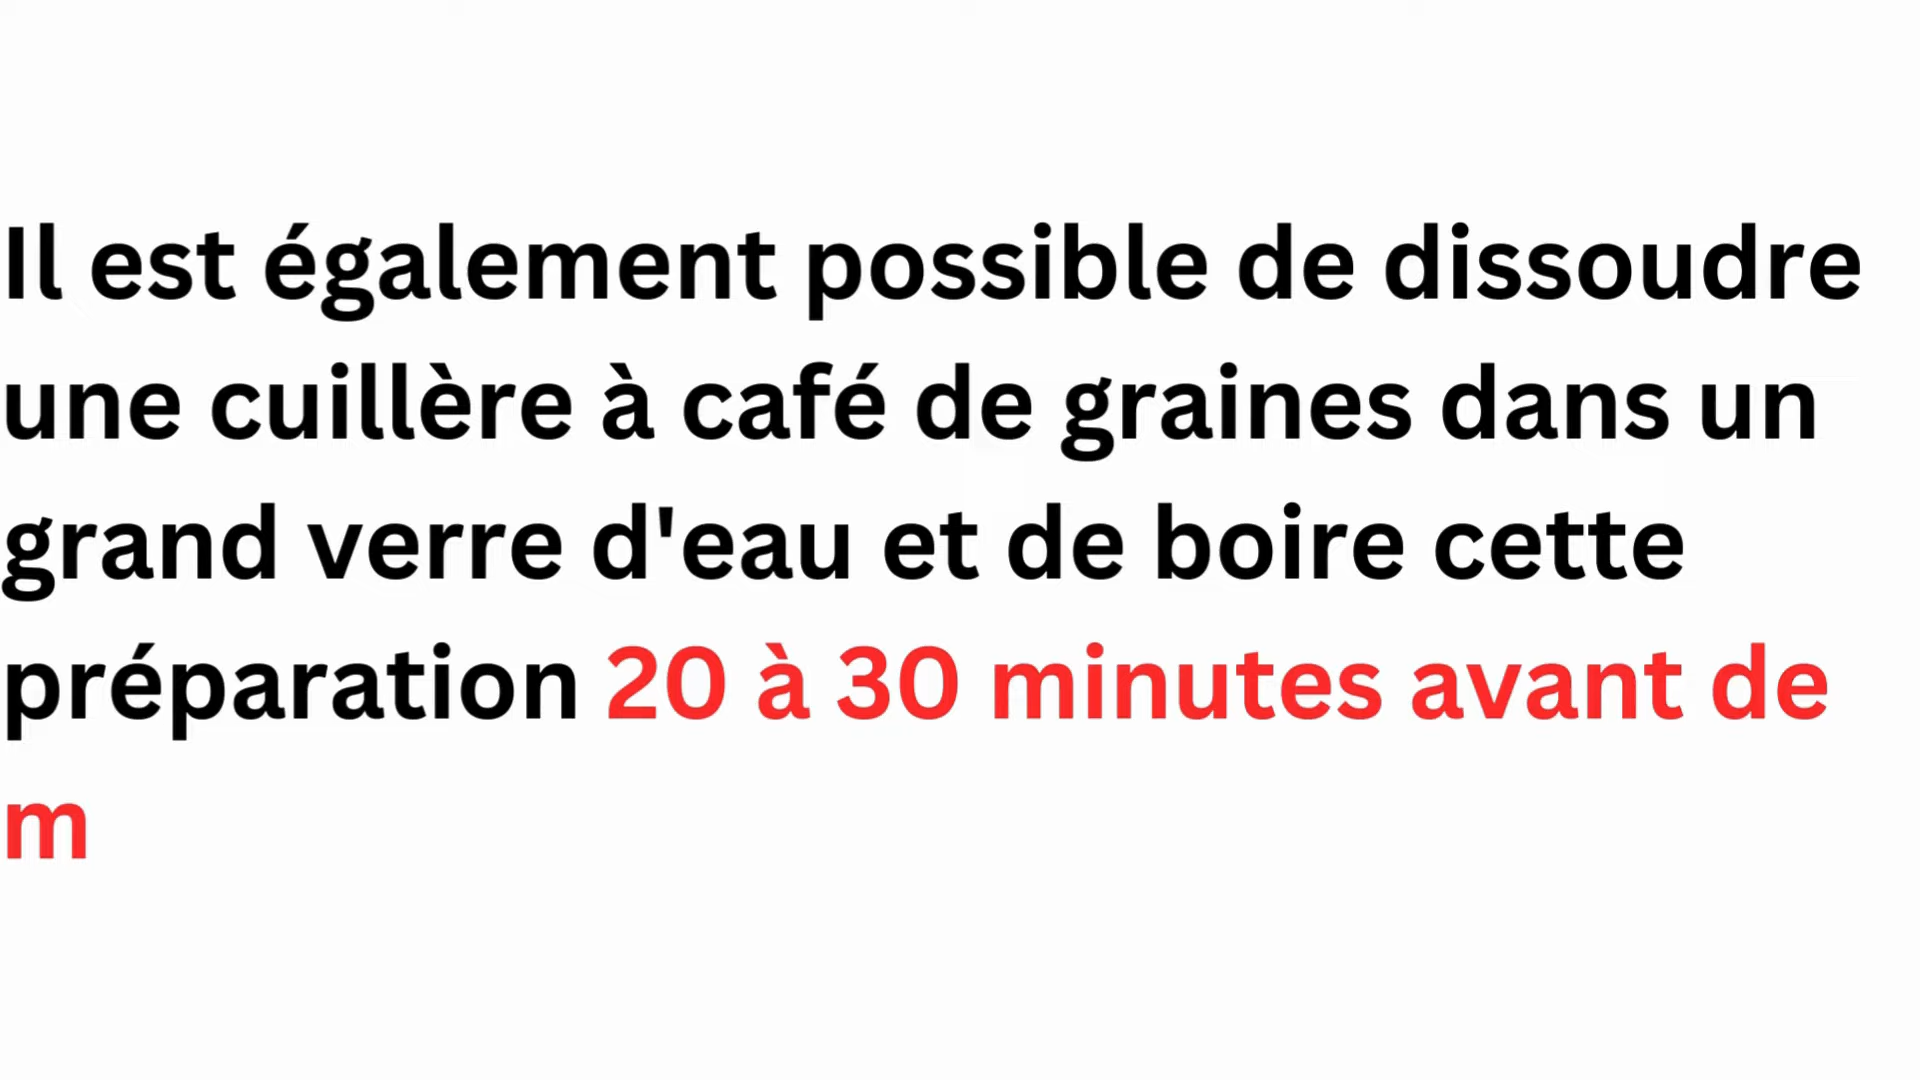 Il est également possible de dissoudre
une cuillère à café de graines dans un
grand verre d'eau et de boire cette
préparation 20 à 30 minutes avant de
m